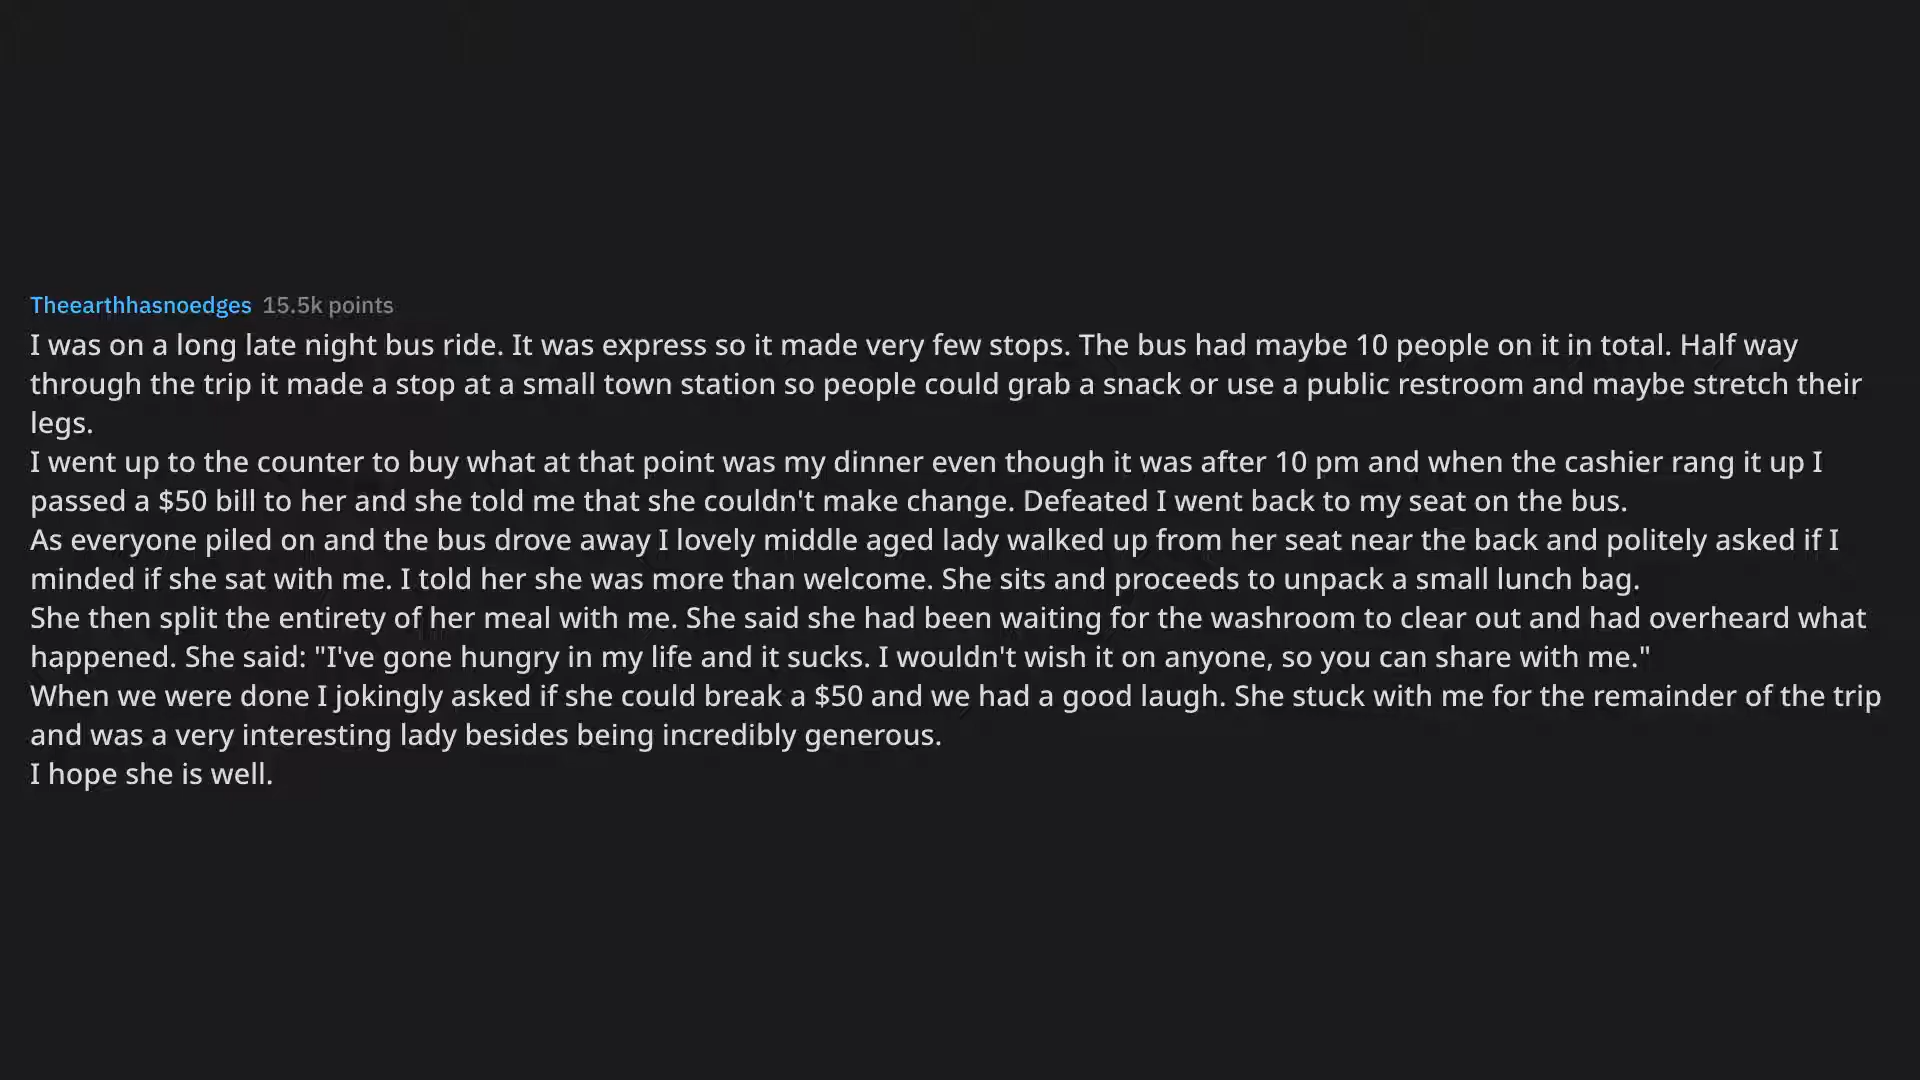 Theearthhasnoedges 15.5k points
I was on a long late night bus ride. It was express so it made very few stops. The bus had maybe 10 people on it in total. Half way
through the trip it made a stop at a small town station so people could grab a snack or use a public restroom and maybe stretch their
legs.
I went up to the counter to buy what at that point was my dinner even though it was after 10 pm and when the cashier rang it up I
passed a $50 bill to her and she told me that she couldn't make change. Defeated I went back to my seat on the bus.
As everyone piled on and the bus drove away I lovely middle aged lady walked up from her seat near the back and politely asked if I
minded if she sat with me. I told her she was more than welcome. She sits and proceeds to unpack a small lunch bag.
She then split the entirety of her meal with me. She said she had been waiting for the washroom to clear out and had overheard what
happened. She said: "I've gone hungry in my life and it sucks. I wouldn't wish it on anyone, so you can share with me."
When we were done I jokingly asked if she could break a $50 and we had a good laugh. She stuck with me for the remainder of the trip
and was a very interesting lady besides being incredibly generous.
I hope she is well.